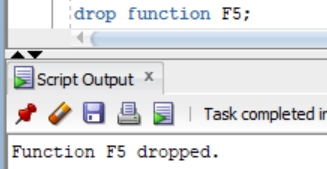 drop function F5;
Script Output x
Task completed in
Function F5 dropped.